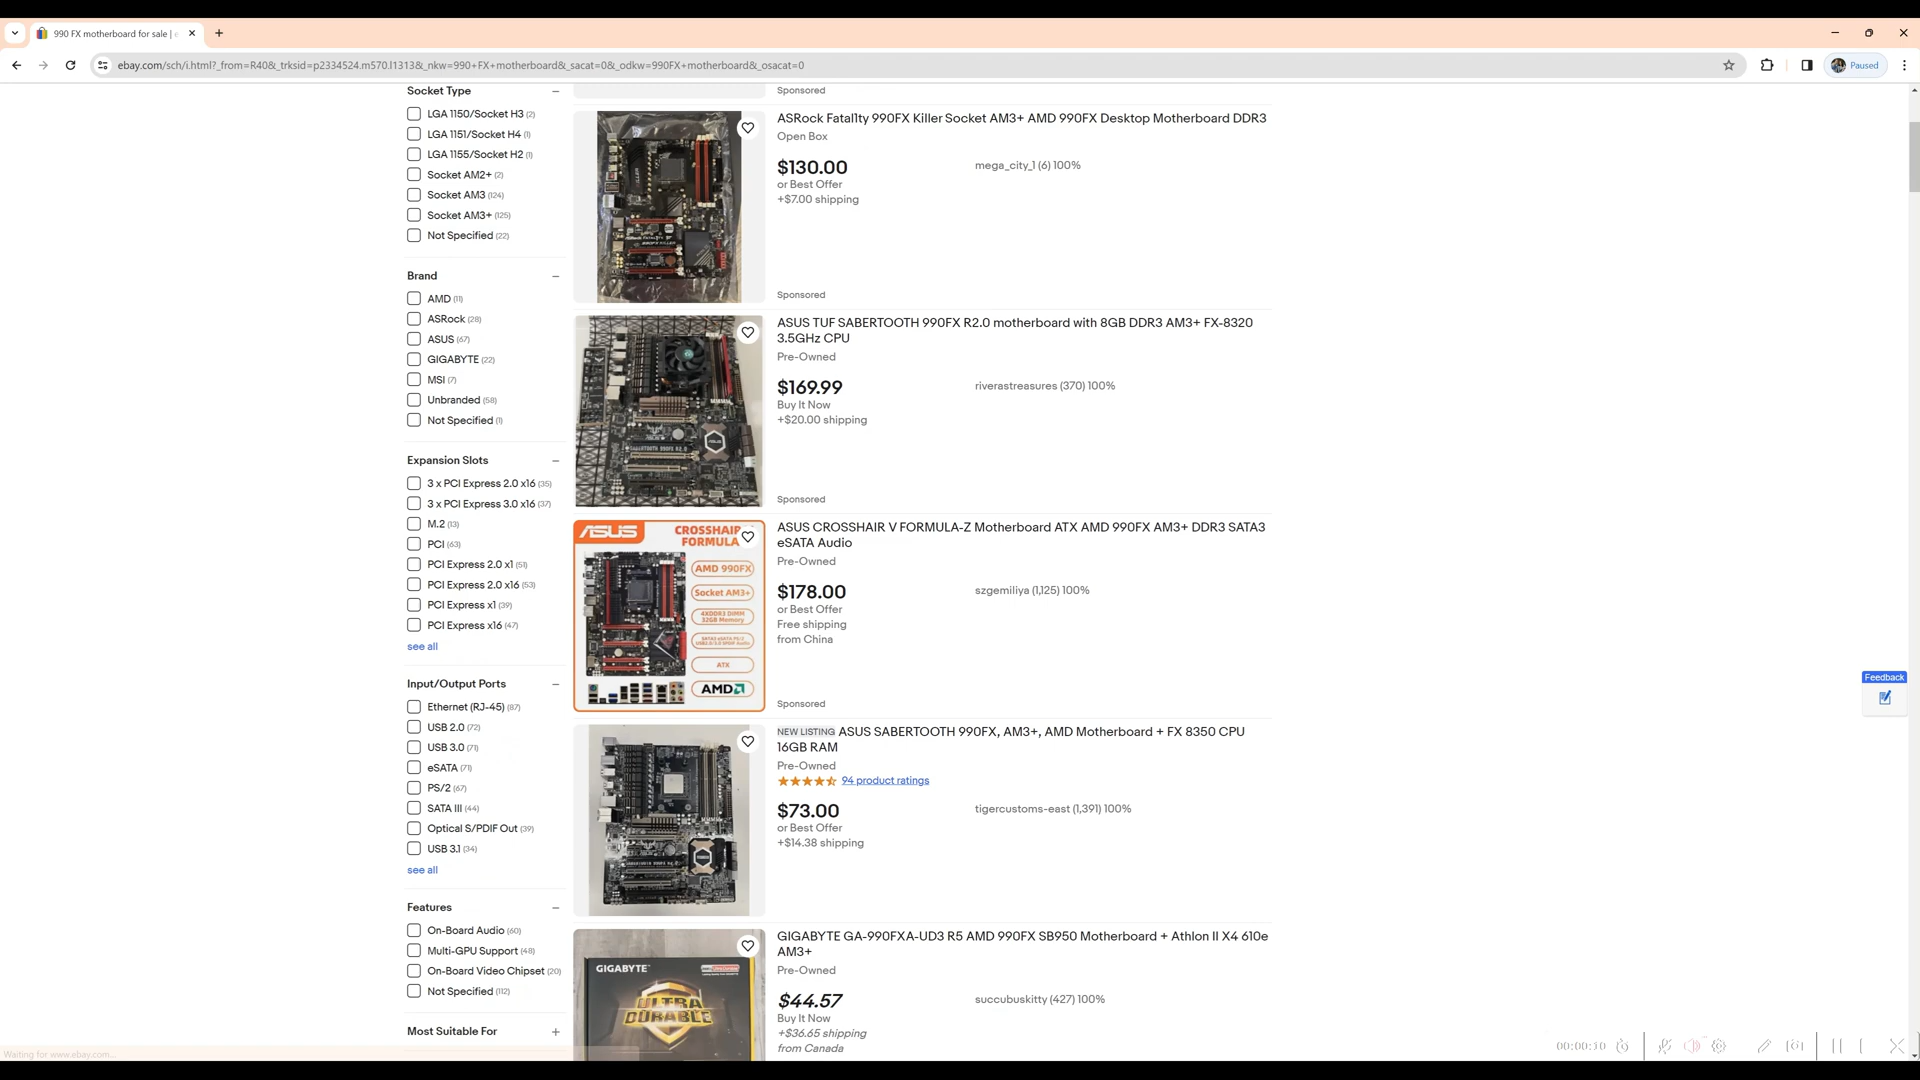 990 FX motherboard for sale |
ebay.com/sch/i.html?_from=R40&_trksid=p2334524.m570.l1313&_nkw=990+FX+motherboard&_sacat=0&_odkw=990FX+motherboard&_osacat=0
Paused
Socket Type
LGA 1150/Socket H3 (2)
LGA 1151/Socket H4 (1)
LGA 1155/Socket H2 (1)
Socket AM2+ (2)
Socket AM3 (124)
Socket AM3+ (125)
Not Specified (22)
Brand
AMD (11)
ASRock (28)
ASUS (67)
GIGABYTE (22)
MSI (7)
Unbranded (58)
Not Specified (1)
Expansion Slots
3 x PCI Express 2.0 x16 (35)
3 x PCI Express 3.0 x16 (37)
M.2 (13)
PCI (63)
PCI Express 2.0 x1 (51)
PCI Express 2.0 x16 (53)
PCI Express x1 (39)
PCI Express x16 (47)
see all
Input/Output Ports
Ethernet (RJ-45) (87)
USB 2.0 (72)
USB 3.0 (71)
eSATA (71)
PS/2 (67)
SATA III (44)
Optical S/PDIF Out (39)
USB 3.1 (34)
see all
Features
On-Board Audio (60)
Multi-GPU Support (48)
On-Board Video Chipset (20)
Not Specified (112)
Most Suitable For
Sponsored
ASRock Fatal1ty 990FX Killer Socket AM3+ AMD 990FX Desktop Motherboard DDR3
Open Box
$130.00
mega_city_1 (6) 100%
or Best Offer
+$7.00 shipping
Sponsored
ASUS TUF SABERTOOTH 990FX R2.0 motherboard with 8GB DDR3 AM3+ FX-8320
3.5GHz CPU
Pre-Owned
$169.99
riverastreasures (370) 100%
Buy It Now
+$20.00 shipping
Sponsored
ASUS
CROSSHAIR
FORMULA-
AMD 990FX
Socket AM3+
4XDDR3 DIMM
32GB Memory
ATX
AMD
ASUS CROSSHAIR V FORMULA-Z Motherboard ATX AMD 990FX AM3+ DDR3 SATA3
eSATA Audio
Pre-Owned
$178.00
szgemiliya (1,125) 100%
or Best Offer
Free shipping
from China
Sponsored
NEW LISTING ASUS SABERTOOTH 990FX, AM3+, AMD Motherboard + FX 8350 CPU
16GB RAM
Pre-Owned
94 product ratings
$73.00
tigercustoms-east (1,391) 100%
or Best Offer
+$14.38 shipping
GIGABYTE
ULTRA
DURABLE
GIGABYTE GA-990FXA-UD3 R5 AMD 990FX SB950 Motherboard + Athlon II X4 610e
AM3+
Pre-Owned
$44.57
succubuskitty (427) 100%
Buy It Now
+$36.65 shipping
from Canada
Feedback
Waiting for www.ebay.com...
00:00:10